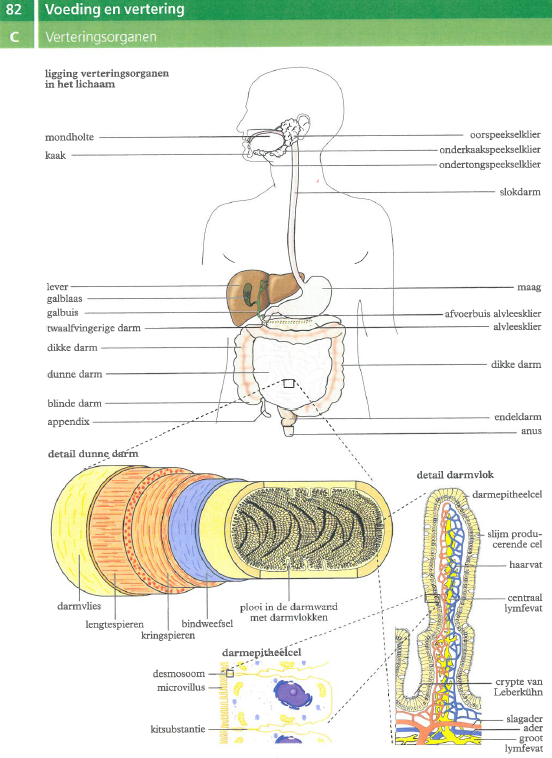 82 Voeding en vertering
C Verteringsorganen
ligging verteringsorganen
in het lichaam
mondholte
kaak
oorspeekselklier
onderkaakspeekselklier
ondertongspeekselklier
slokdarm
lever
galblaas
galbuis
twaalfvingerige darm
dikke darm
dunne darm
blinde darm
appendix
maag
afvoerbuis alvleesklier
alvleesklier
dikke darm
endeldarm
anus
detail dunne darm
darmvlies
lengtespieren
kringspieren
bindweefsel
plooi in de darmwand
met darmvlokken
detail darmvlok
darmepitheelcel
slijm produ-
cerende cel
haarvat
centraal
lymfevat
crypte van
Leberkühn
slagader
ader
groot
lymfevat
darmepitheelcel
desmosoom
microvillus
kitsubstantie